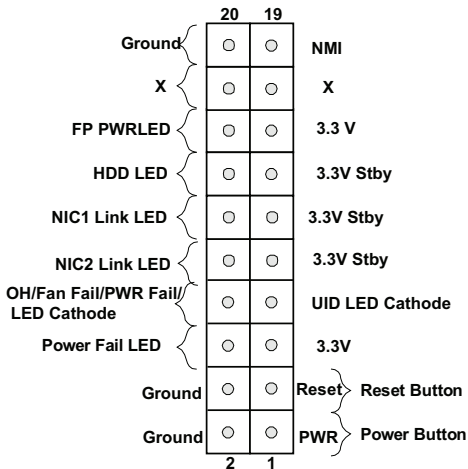 20 19
Ground NMI
X X
FP PWRLED 3.3 V
HDD LED 3.3V Stby
NIC1 Link LED 3.3V Stby
NIC2 Link LED 3.3V Stby
OH/Fan Fail/PWR Fail/
LED Cathode UID LED Cathode
Power Fail LED 3.3V
Ground Reset Reset Button
Ground PWR Power Button
2 1